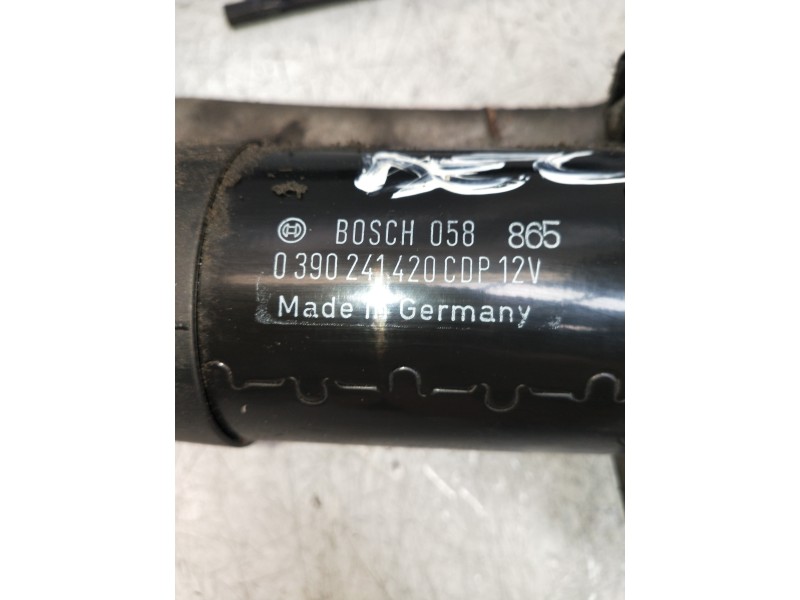 BOSCH 058 865
0 390 241 420 CDP 12V
Made in Germany